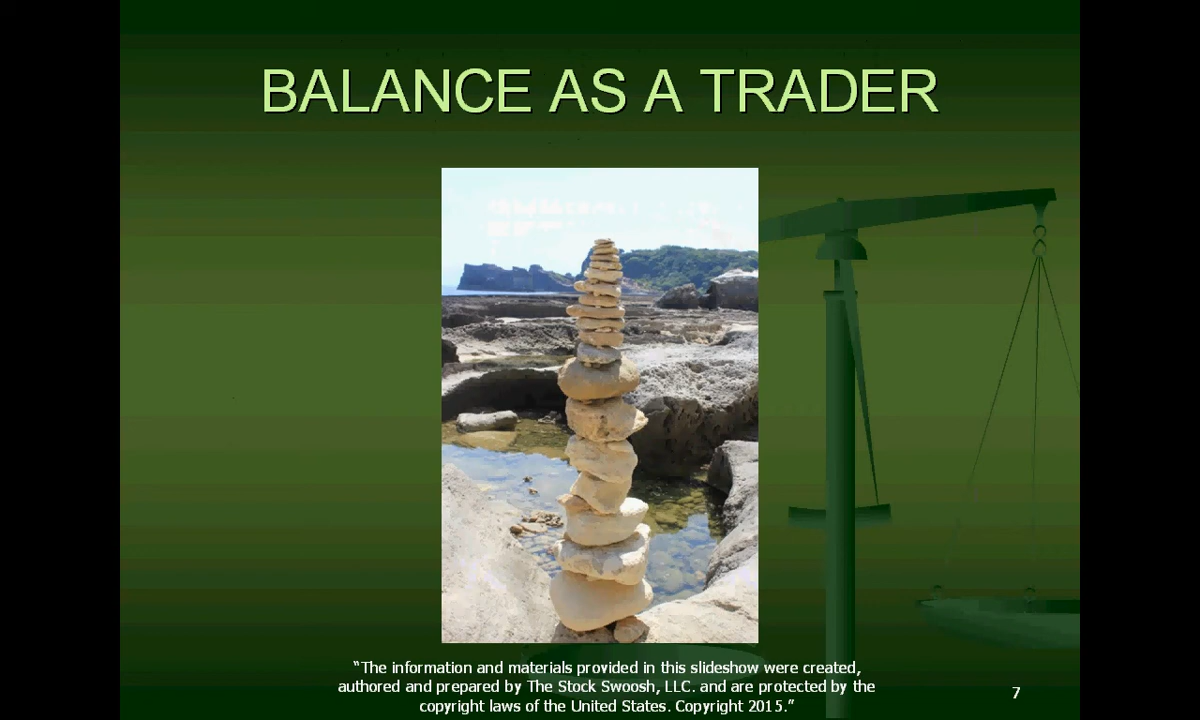 BALANCE AS A TRADER
“The information and materials provided in this slideshow were created,
authored and prepared by The Stock Swoosh, LLC. and are protected by the
copyright laws of the United States. Copyright 2015.”
7